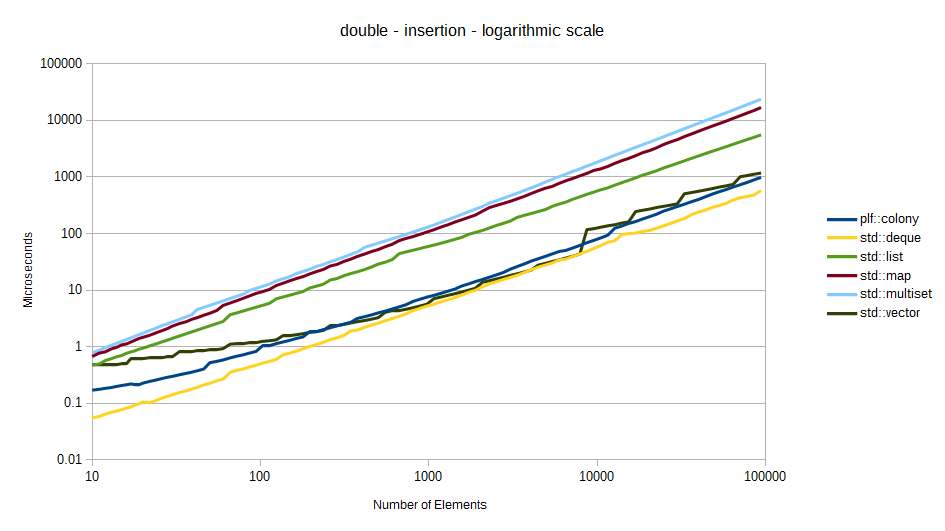 double - insertion - logarithmic scale
100000
10000
1000
100
10
1
0.1
0.01
Microseconds
10
100
1000
10000
100000
Number of Elements
plf::colony
std::deque
std::list
std::map
std::multiset
std::vector